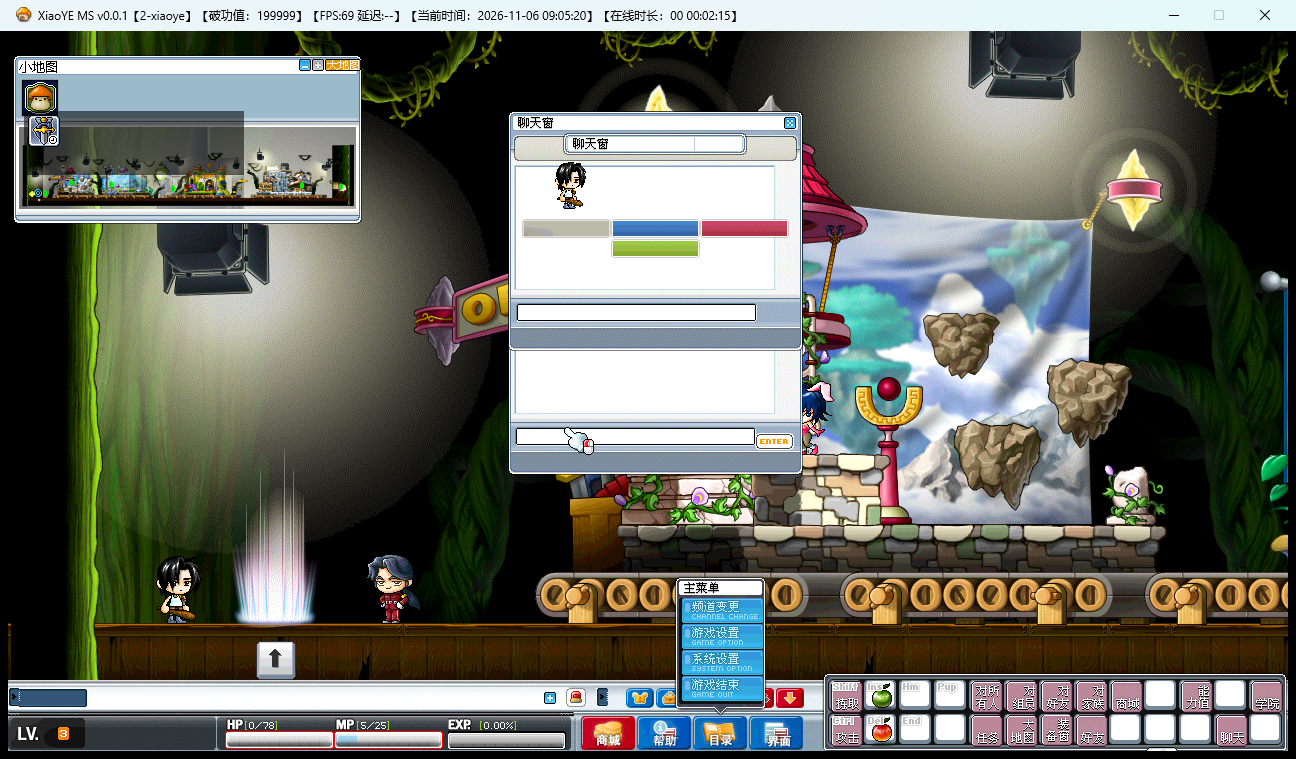 XiaoYE MS v0.0.1【2-xiaoye】【破功值：199999】【FPS:69 延迟:--】【当前时间：2026-11-06 09:05:20】【在线时长：00 00:02:15】
小地图
大地图
聊天窗
聊天窗
ENTER
主菜单
频道变更
CHANNEL CHANGE
游戏设置
GAME OPTION
系统设置
SYSTEM OPTION
游戏结束
GAME QUIT
LV. 3
HP[0/78] MP[5/25] EXP. [0.00%]
商城 帮助 目录 界面
Shift Ins Hm Pup 对所有人 对组员 对好友 对家族 商城 能力值 学院
拣取
Ctrl Del End 任务 大地图 装备窗 好友 聊天
攻击